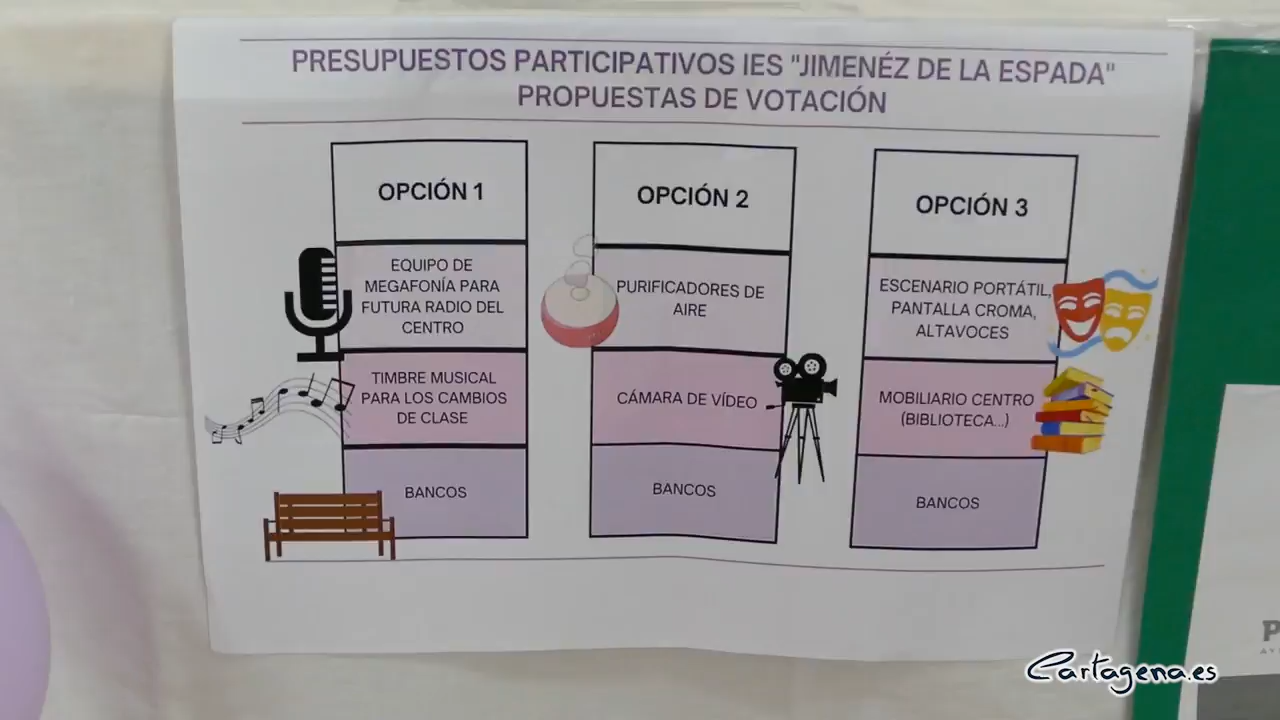 PRESUPUESTOS PARTICIPATIVOS IES "JIMENÉZ DE LA ESPADA"
PROPUESTAS DE VOTACIÓN
OPCIÓN 1
EQUIPO DE
MEGAFONÍA PARA
FUTURA RADIO DEL
CENTRO
TIMBRE MUSICAL
PARA LOS CAMBIOS
DE CLASE
BANCOS
OPCIÓN 2
PURIFICADORES DE
AIRE
CÁMARA DE VÍDEO
BANCOS
OPCIÓN 3
ESCENARIO PORTÁTIL,
PANTALLA CROMA,
ALTAVOCES
MOBILIARIO CENTRO
(BIBLIOTECA...)
BANCOS
Cartagena.es